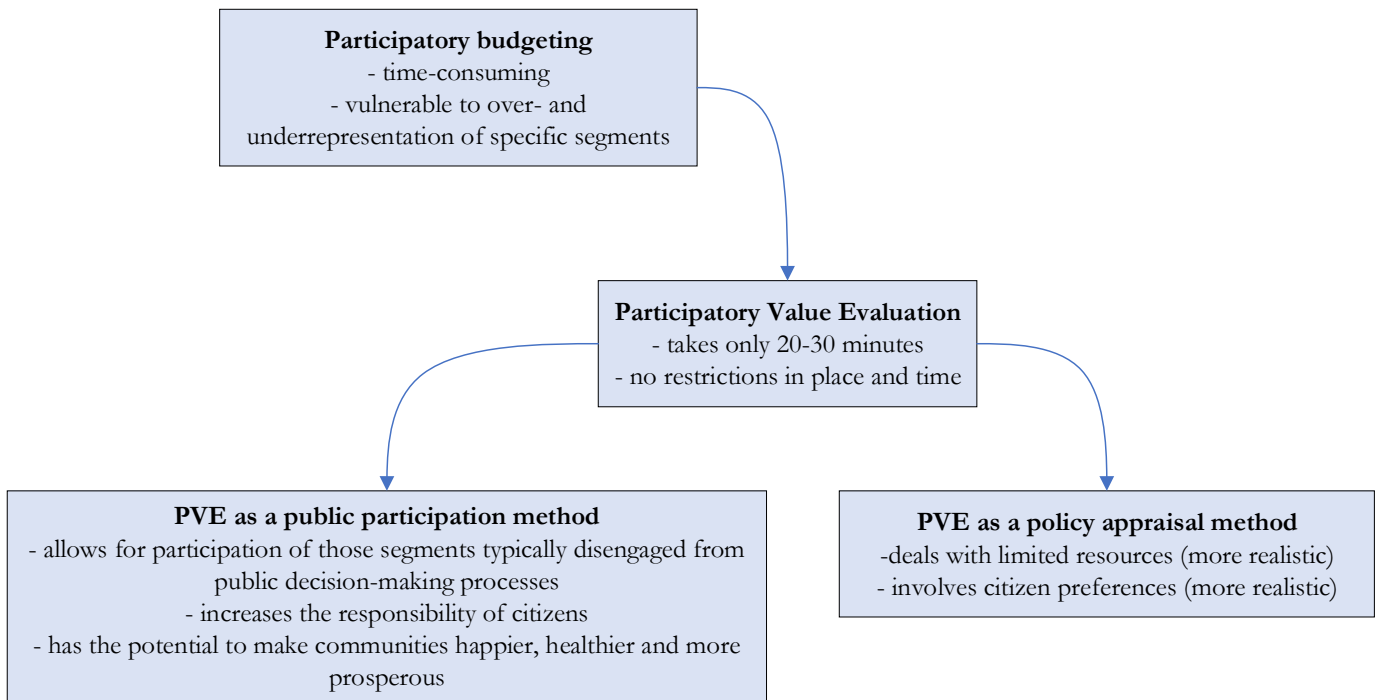 Participatory budgeting
- time-consuming
- vulnerable to over- and
underrepresentation of specific segments
Participatory Value Evaluation
- takes only 20-30 minutes
- no restrictions in place and time
PVE as a public participation method
- allows for participation of those segments typically disengaged from
public decision-making processes
- increases the responsibility of citizens
- has the potential to make communities happier, healthier and more
prosperous
PVE as a policy appraisal method
-deals with limited resources (more realistic)
- involves citizen preferences (more realistic)